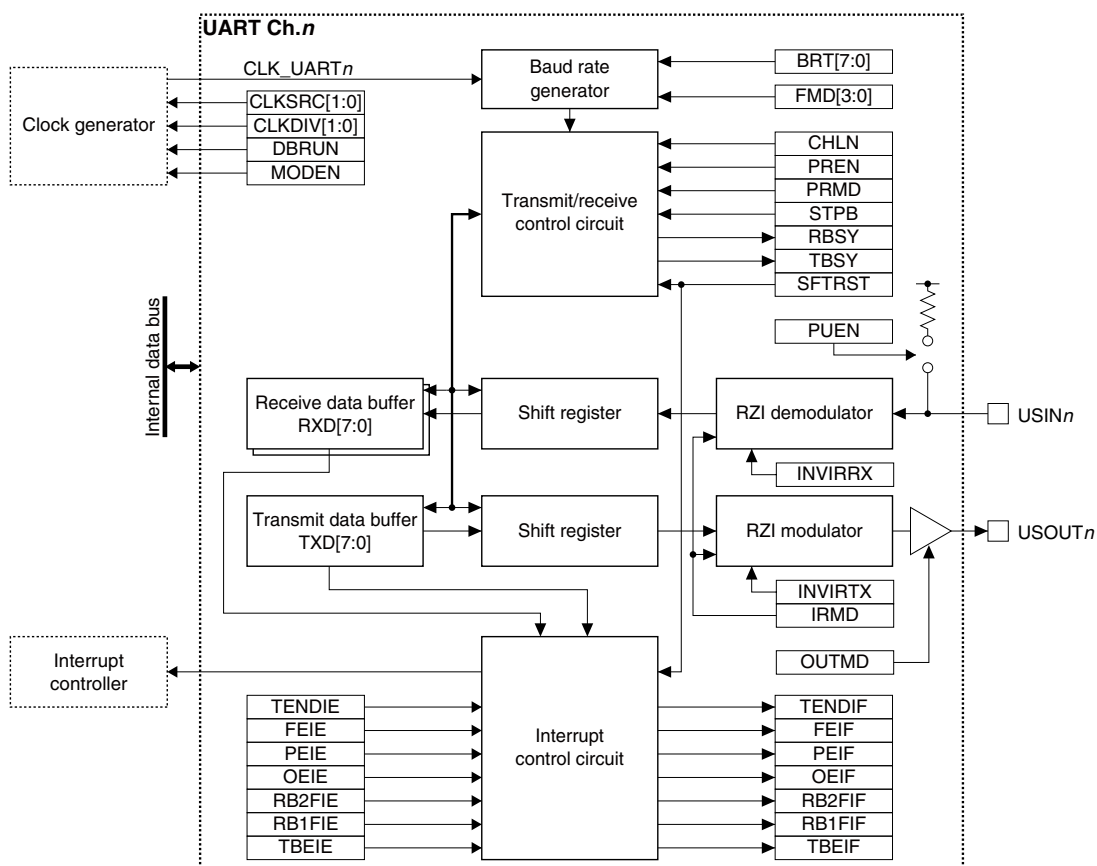 UART Ch.n
CLK_UARTn
Clock generator
CLKSRC[1:0]
CLKDIV[1:0]
DBRUN
MODEN
Baud rate
generator
BRT[7:0]
FMD[3:0]
Transmit/receive
control circuit
CHLN
PREN
PRMD
STPB
RBSY
TBSY
SFTRST
PUEN
Internal data bus
Receive data buffer
RXD[7:0]
Shift register
RZI demodulator
USINn
INVIRRX
Transmit data buffer
TXD[7:0]
Shift register
RZI modulator
USOUTn
INVIRTX
IRMD
OUTMD
Interrupt
controller
Interrupt
control circuit
TENDIE
FEIE
PEIE
OEIE
RB2FIE
RB1FIE
TBEIE
TENDIF
FEIF
PEIF
OEIF
RB2FIF
RB1FIF
TBEIF